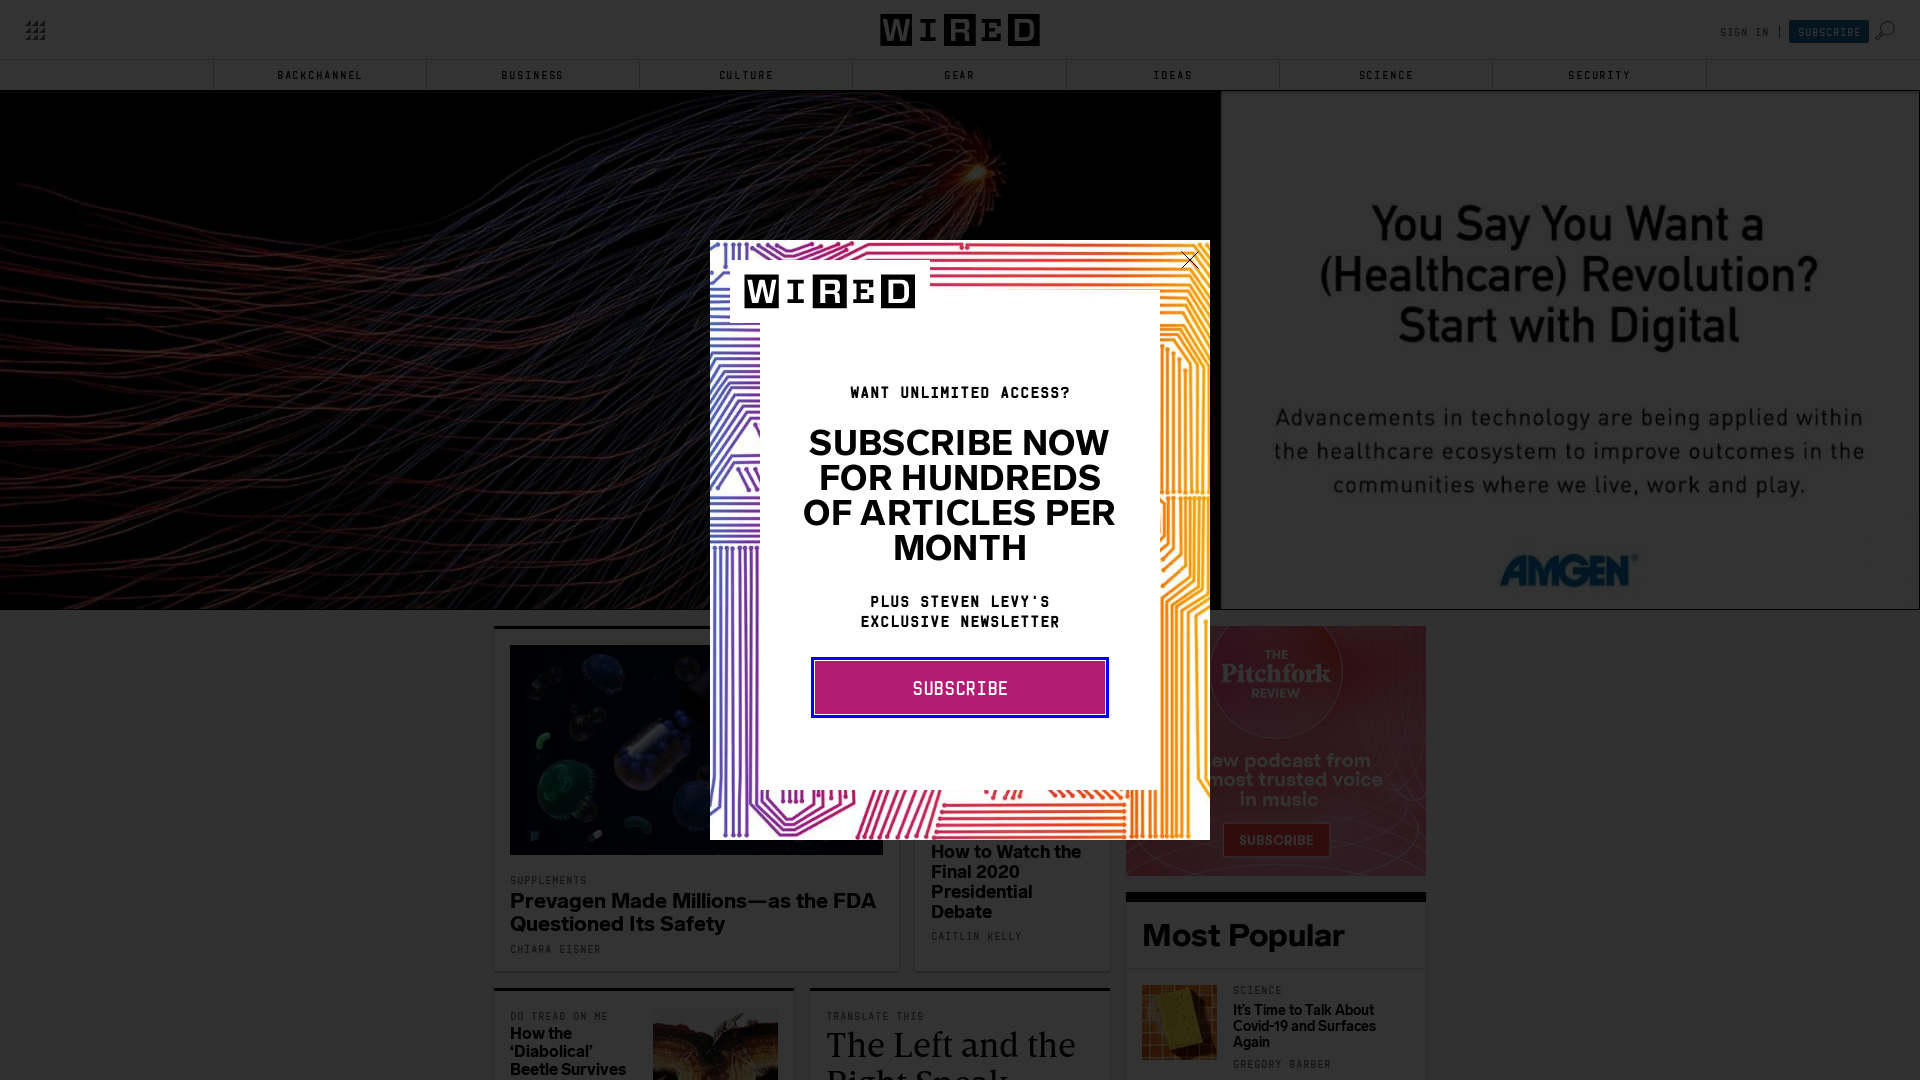 WIRED
SIGN IN
SUBSCRIBE
BACKCHANNEL
BUSINESS
CULTURE
GEAR
IDEAS
SCIENCE
SECURITY
You Say You Want a
(Healthcare) Revolution?
Start with Digital
Advancements in technology are being applied within
the healthcare ecosystem to improve outcomes in the
communities where we live, work and play.
AMGEN®
WIRED
WANT UNLIMITED ACCESS?
SUBSCRIBE NOW
FOR HUNDREDS
OF ARTICLES PER
MONTH
PLUS STEVEN LEVY'S
EXCLUSIVE NEWSLETTER
SUBSCRIBE
SUPPLEMENTS
Prevagen Made Millions—as the FDA
Questioned Its Safety
CHIARA EISNER
How to Watch the
Final 2020
Presidential
Debate
CAITLIN KELLY
THE
Pitchfork
REVIEW
podcast from
most trusted voice
in music
SUBSCRIBE
Most Popular
SCIENCE
It's Time to Talk About
Covid-19 and Surfaces
Again
GREGORY BARBER
DO TREAD ON ME
How the
‘Diabolical’
Beetle Survives
TRANSLATE THIS
The Left and the
Right Speak